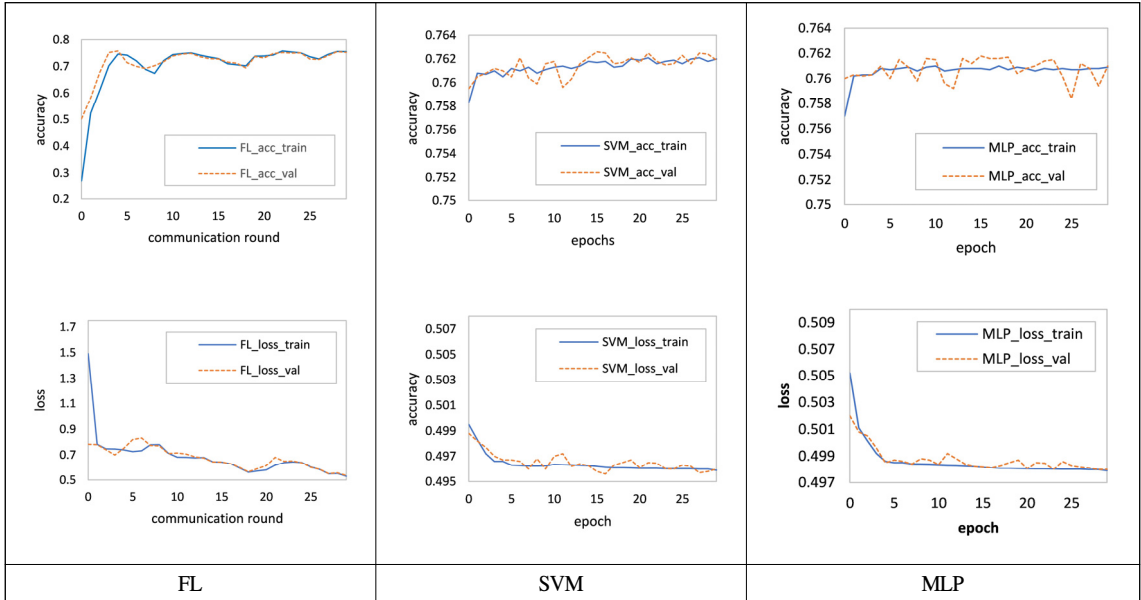 0.8
0.7
0.6
0.5
0.4
0.3
0.2
accuracy
FL_acc_train
FL_acc_val
0 5 10 15 20 25
communication round
0.764
0.762
0.76
0.758
0.756
0.754
0.752
0.75
accuracy
SVM_acc_train
SVM_acc_val
0 5 10 15 20 25
epochs
0.764
0.762
0.76
0.758
0.756
0.754
0.752
0.75
accuracy
MLP_acc_train
MLP_acc_val
0 5 10 15 20 25
epoch
1.7
1.5
1.3
1.1
0.9
0.7
0.5
loss
FL_loss_train
FL_loss_val
0 5 10 15 20 25
communication round
0.507
0.505
0.503
0.501
0.499
0.497
0.495
accuracy
SVM_loss_train
SVM_loss_val
0 5 10 15 20 25
epoch
0.509
0.507
0.505
0.503
0.501
0.499
0.497
loss
MLP_loss_train
MLP_loss_val
0 5 10 15 20 25
epoch
FL SVM MLP